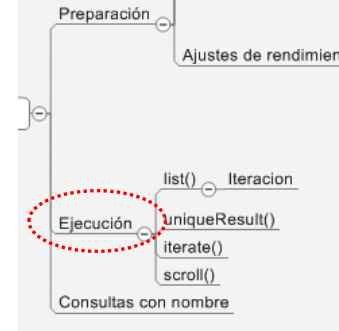 Preparación
Ajustes de rendimien
list()
Iteracion
Ejecución
uniqueResult()
iterate()
scroll()
Consultas con nombre